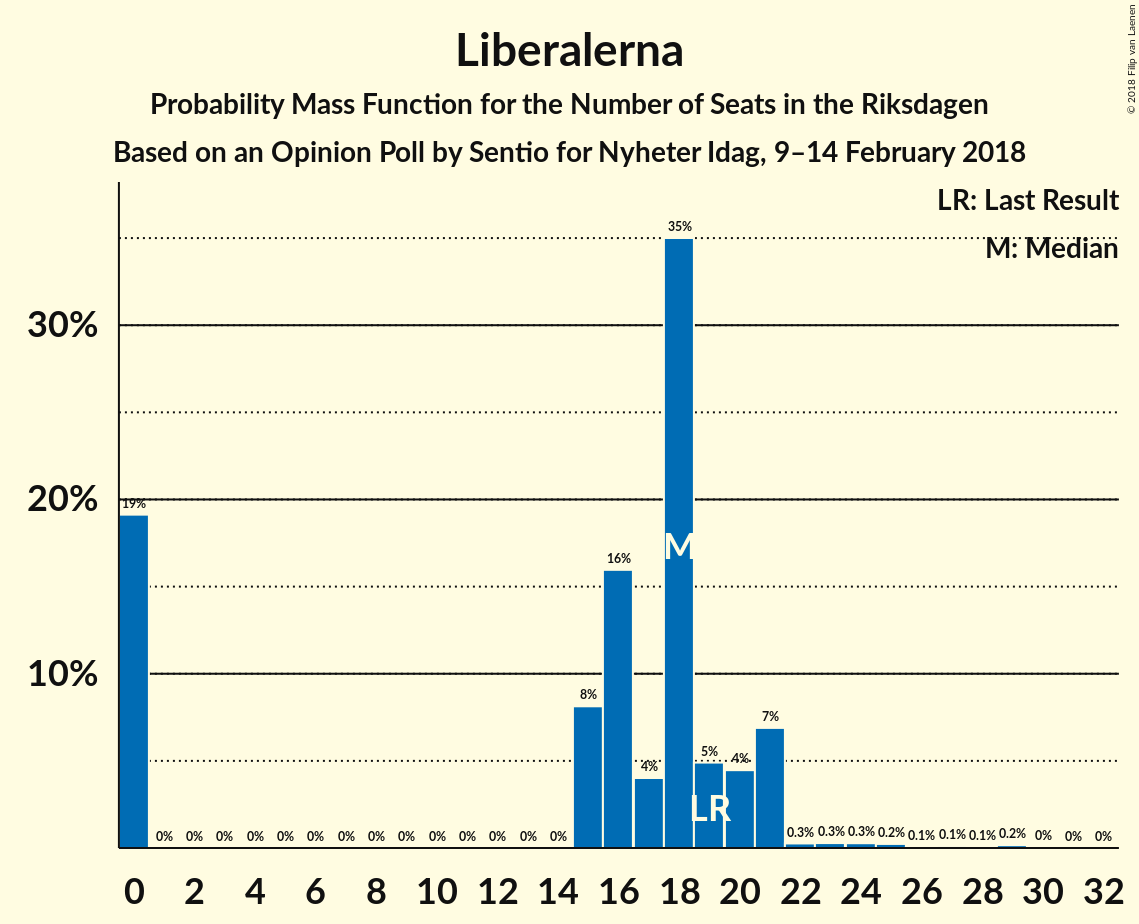 Liberalerna
Probability Mass Function for the Number of Seats in the Riksdagen
Based on an Opinion Poll by Sentio for Nyheter Idag, 9–14 February 2018
© 2018 Filip van Laenen
LR: Last Result
M: Median
30%
20%
10%
19%
0% 0% 0% 0% 0% 0% 0% 0% 0% 0% 0% 0% 0% 0%
8%
16%
4%
35%
5%
4%
7%
0.3% 0.3% 0.3% 0.2% 0.1% 0.1% 0.1% 0.2% 0% 0% 0%
M
LR
0 2 4 6 8 10 12 14 16 18 20 22 24 26 28 30 32